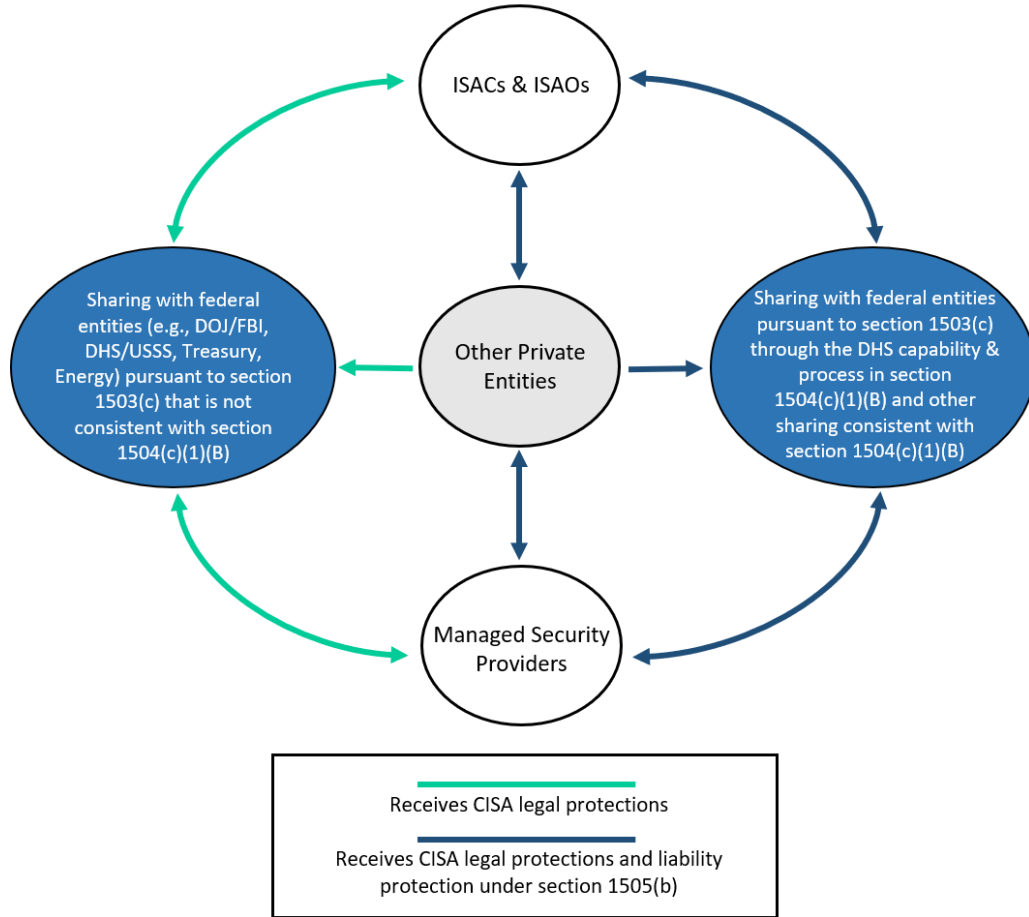 ISACs & ISAOs
Sharing with federal
entities (e.g., DOJ/FBI,
DHS/USSS, Treasury,
Energy) pursuant to section
1503(c) that is not
consistent with section
1504(c)(1)(B)
Other Private
Entities
Sharing with federal entities
pursuant to section 1503(c)
through the DHS capability &
process in section
1504(c)(1)(B) and other
sharing consistent with
section 1504(c)(1)(B)
Managed Security
Providers
Receives CISA legal protections
Receives CISA legal protections and liability
protection under section 1505(b)